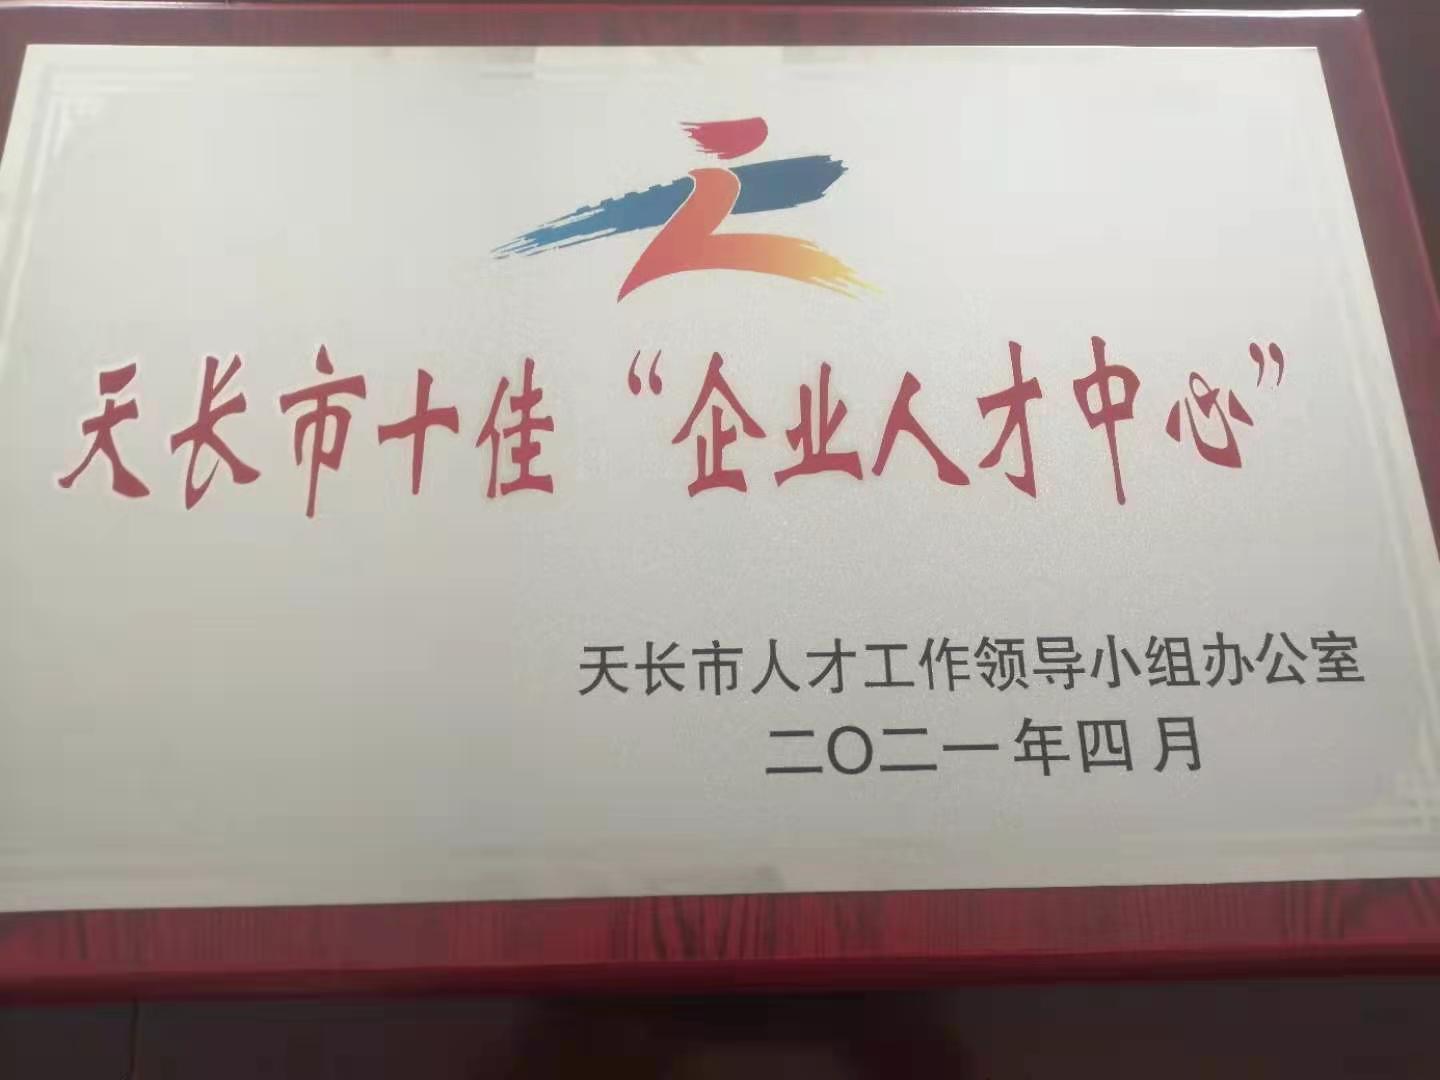 天长市十佳“企业人才中心”
天长市人才工作领导小组办公室
二〇二一年四月